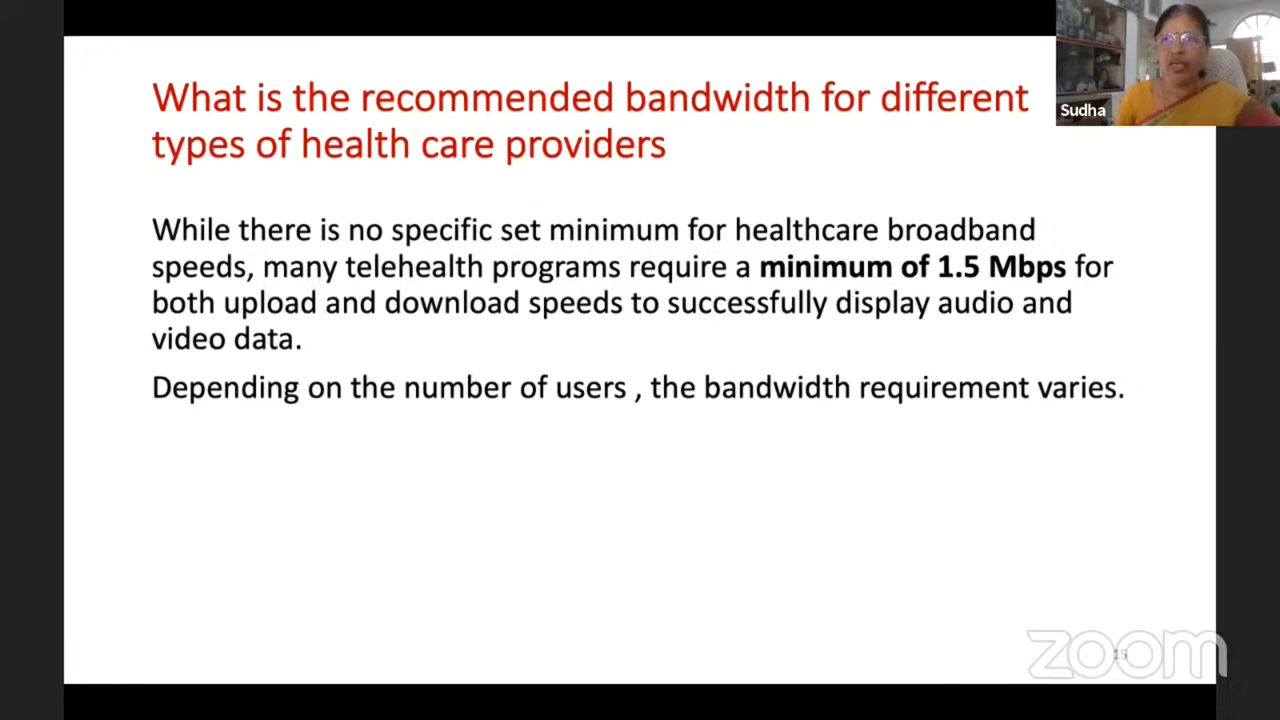 What is the recommended bandwidth for different
types of health care providers
Sudha
While there is no specific set minimum for healthcare broadband
speeds, many telehealth programs require a minimum of 1.5 Mbps for
both upload and download speeds to successfully display audio and
video data.
Depending on the number of users , the bandwidth requirement varies.
zoom
15